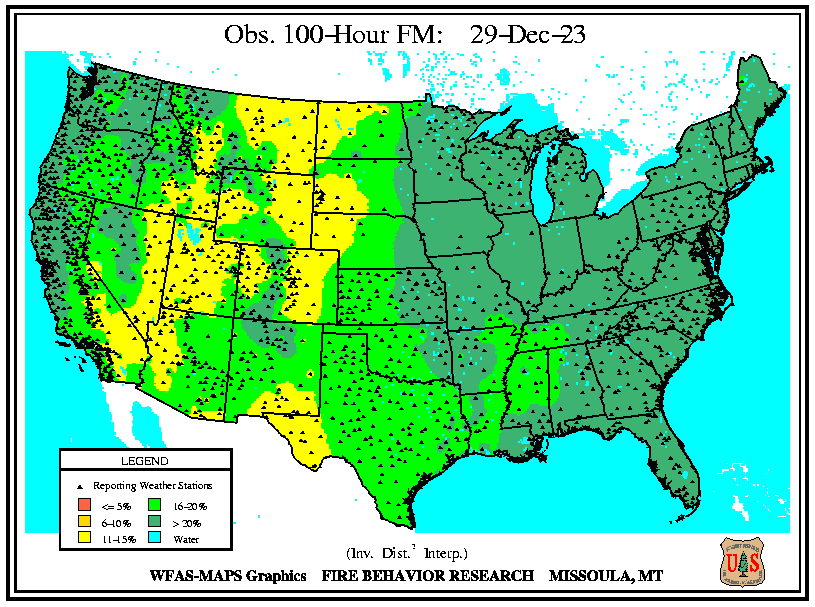 Obs. 100-Hour FM: 29-Dec-23
LEGEND
Reporting Weather Stations
<= 5% 16-20%
6-10% > 20%
11-15% Water
(Inv. Dist.² Interp.)
WFAS-MAPS Graphics FIRE BEHAVIOR RESEARCH MISSOULA, MT
U S